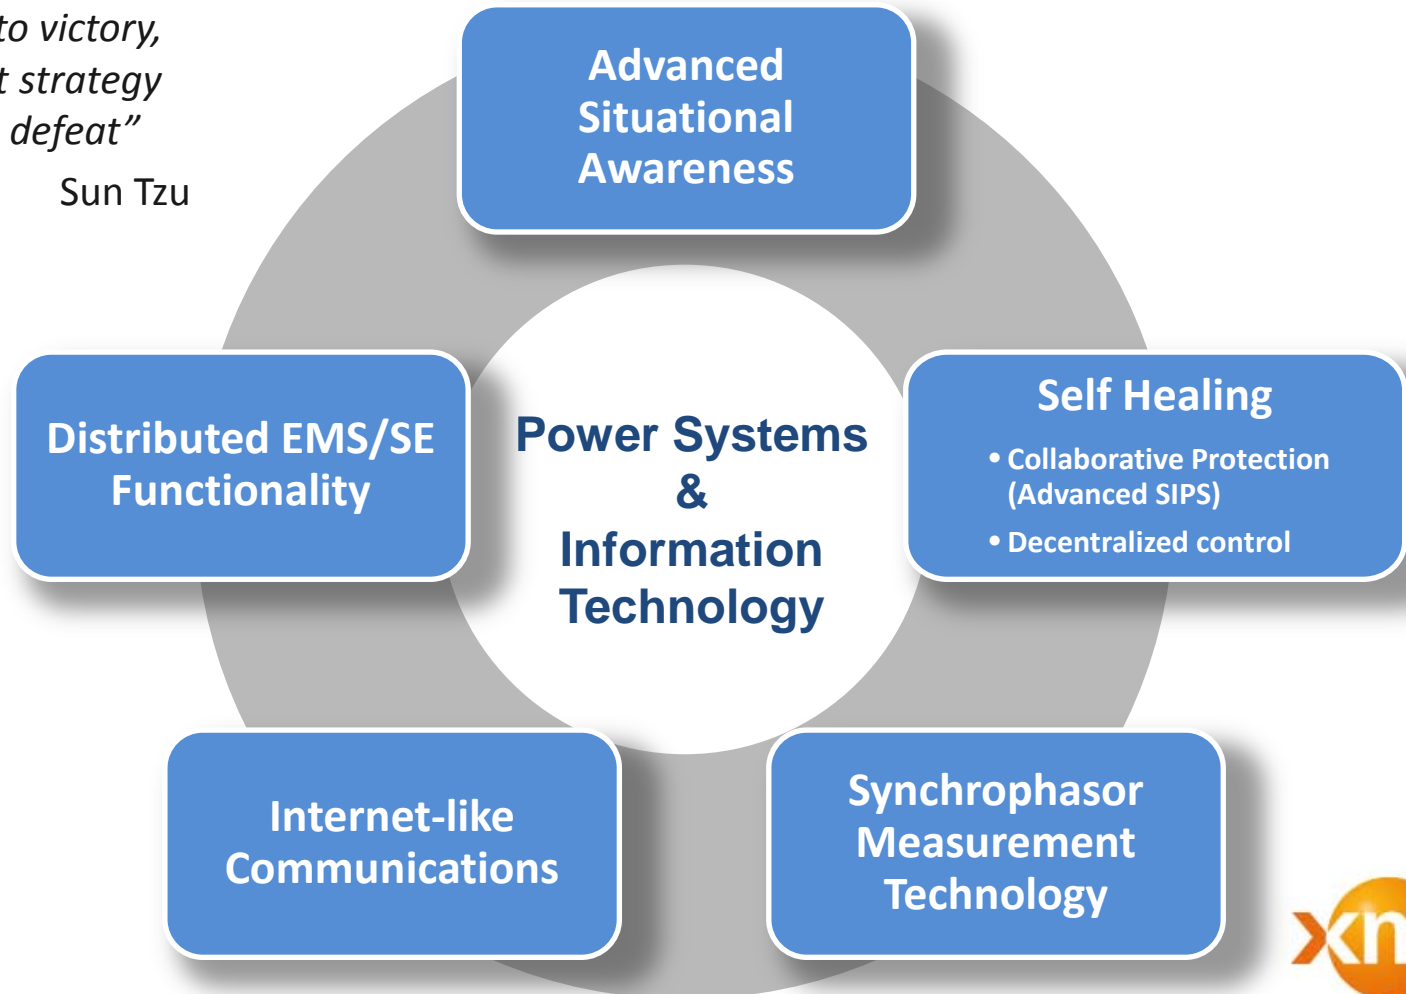 to victory,
t strategy
defeat”
Sun Tzu
Advanced
Situational
Awareness
Distributed EMS/SE
Functionality
Power Systems
&
Information
Technology
Self Healing
• Collaborative Protection
(Advanced SIPS)
• Decentralized control
Internet-like
Communications
Synchrophasor
Measurement
Technology
xm